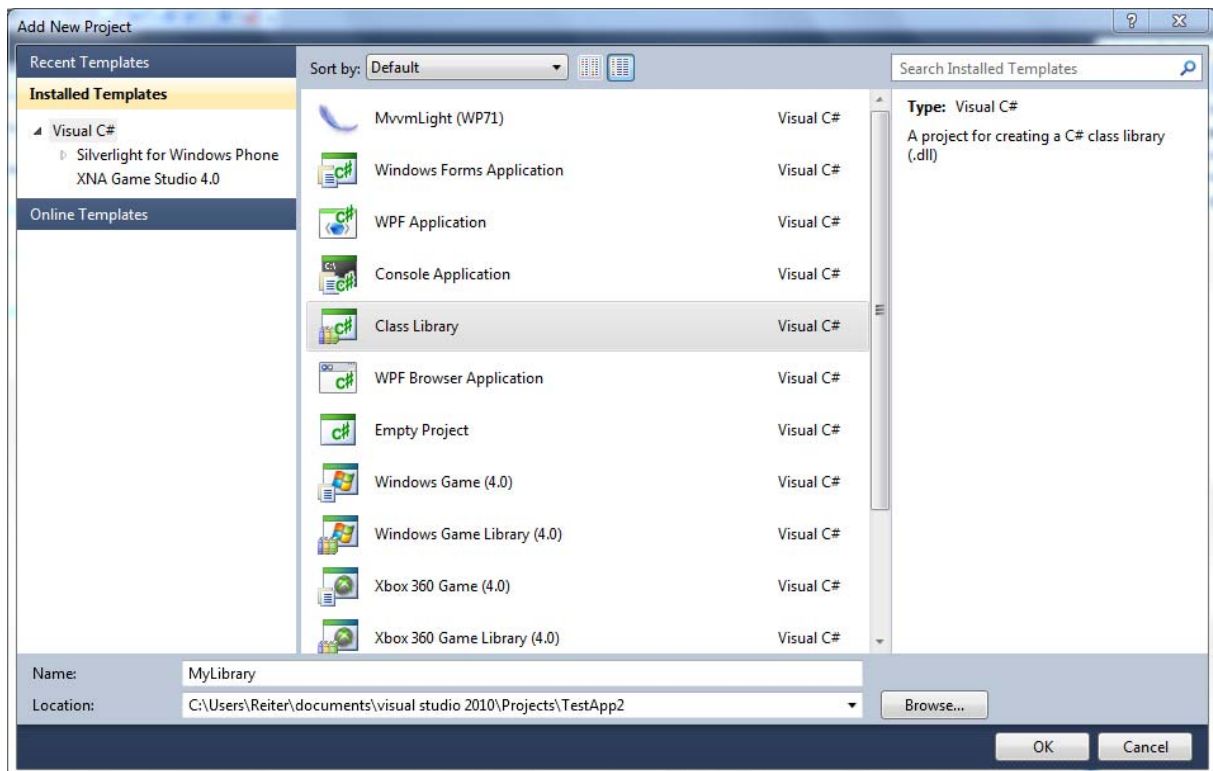 Add New Project
Recent Templates
Installed Templates
Visual C#
Silverlight for Windows Phone
XNA Game Studio 4.0
Online Templates
Sort by: Default
MvvmLight (WP71) Visual C#
Windows Forms Application Visual C#
WPF Application Visual C#
Console Application Visual C#
Class Library Visual C#
WPF Browser Application Visual C#
Empty Project Visual C#
Windows Game (4.0) Visual C#
Windows Game Library (4.0) Visual C#
Xbox 360 Game (4.0) Visual C#
Xbox 360 Game Library (4.0) Visual C#
Search Installed Templates
Type: Visual C#
A project for creating a C# class library
(.dll)
Name: MyLibrary
Location: C:\Users\Reiter\documents\visual studio 2010\Projects\TestApp2
Browse...
OK Cancel